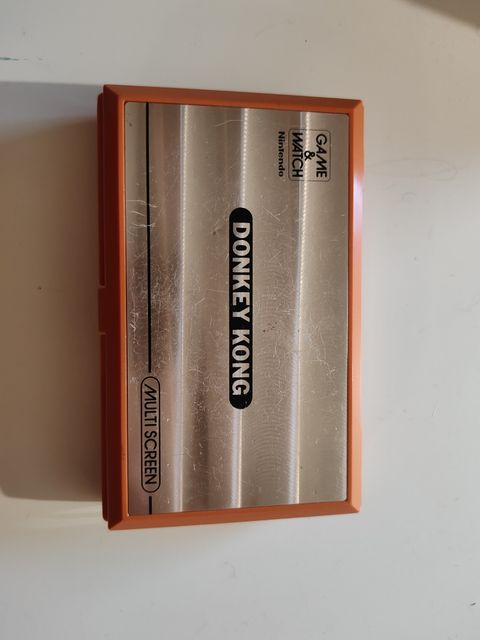 GAME
&
WATCH
Nintendo
DONKEY KONG
MULTI SCREEN